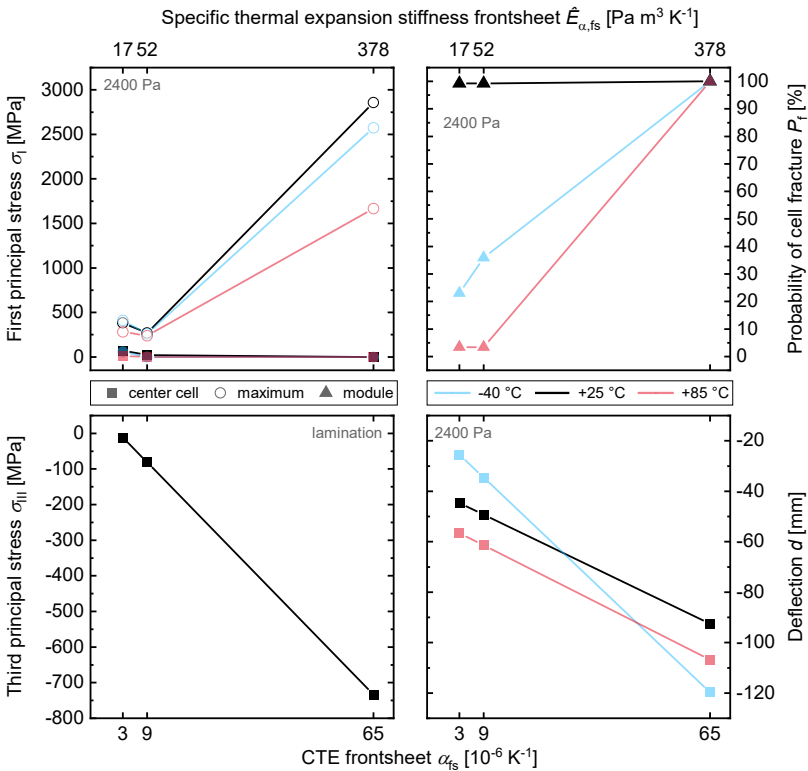 Specific thermal expansion stiffness frontsheet Ê_α,fs [Pa m³ K⁻¹]
17 52 378
17 52 378
2400 Pa
3000
2500
2000
1500
1000
500
0
First principal stress σ_I [MPa]
2400 Pa
100
90
80
70
60
50
40
30
20
10
0
Probability of cell fracture P_f [%]
center cell maximum module
-40 °C +25 °C +85 °C
lamination
0
-100
-200
-300
-400
-500
-600
-700
-800
Third principal stress σ_III [MPa]
2400 Pa
-20
-40
-60
-80
-100
-120
Deflection d [mm]
3 9 65
3 9 65
CTE frontsheet α_fs [10⁻⁶ K⁻¹]